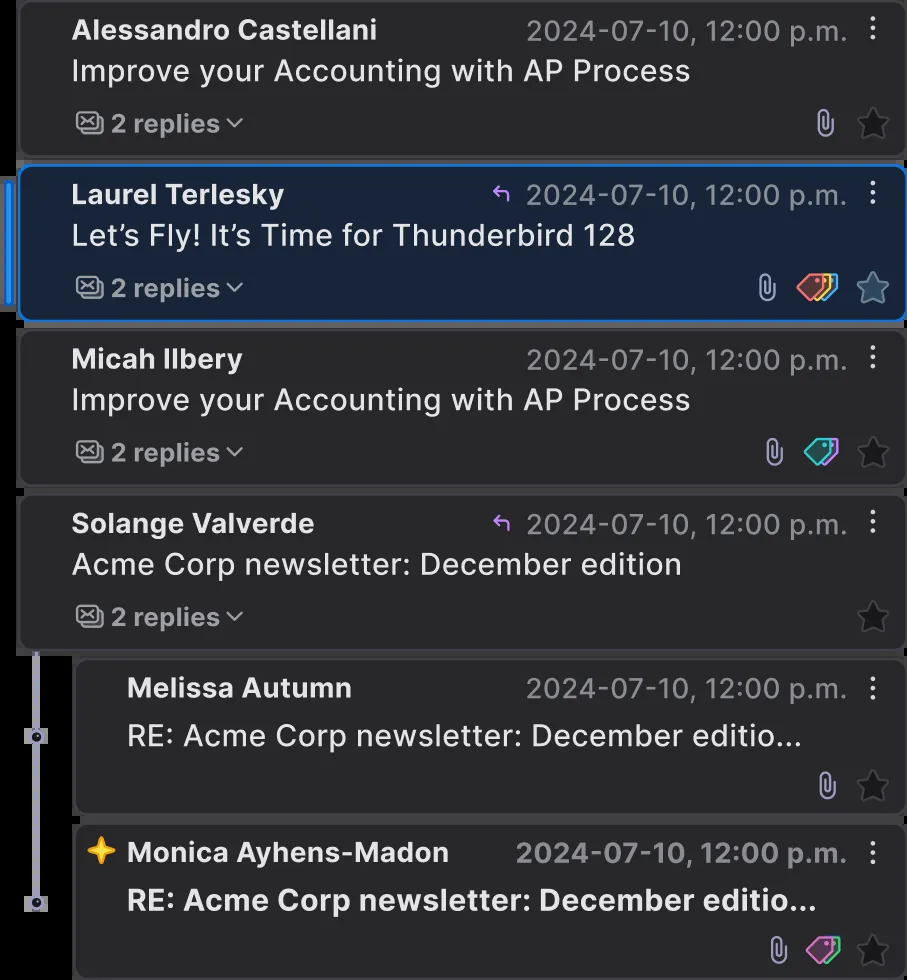 Alessandro Castellani 2024-07-10, 12:00 p.m.
Improve your Accounting with AP Process
2 replies
Laurel Terlesky 2024-07-10, 12:00 p.m.
Let’s Fly! It’s Time for Thunderbird 128
2 replies
Micah Ilbery 2024-07-10, 12:00 p.m.
Improve your Accounting with AP Process
2 replies
Solange Valverde 2024-07-10, 12:00 p.m.
Acme Corp newsletter: December edition
2 replies
Melissa Autumn 2024-07-10, 12:00 p.m.
RE: Acme Corp newsletter: December editio...
Monica Ayhens-Madon 2024-07-10, 12:00 p.m.
RE: Acme Corp newsletter: December editio...